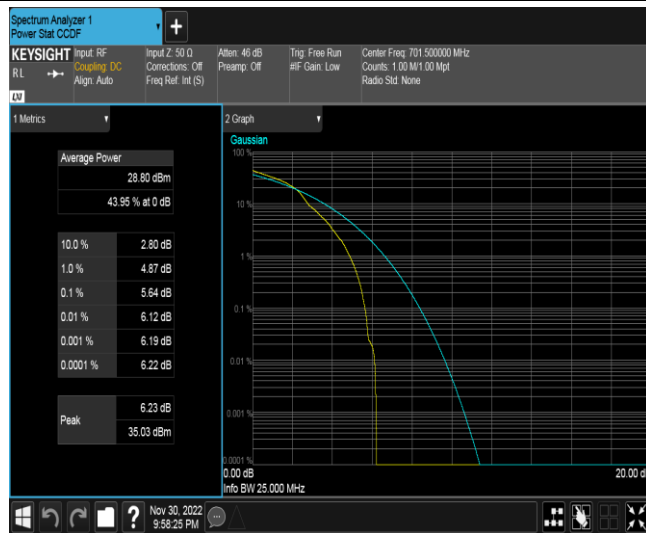 Spectrum Analyzer 1
Power Stat CCDF
+
KEYSIGHT
RL
LXI
Input: RF
Coupling: DC
Align: Auto
Input Z: 50 Ω
Corrections: Off
Freq Ref: Int (S)
Atten: 46 dB
Preamp: Off
Trig: Free Run
#IF Gain: Low
Center Freq: 701.500000 MHz
Counts: 1.00 M/1.00 Mpt
Radio Std: None
1 Metrics
Average Power
28.80 dBm
43.95 % at 0 dB
10.0 % 2.80 dB
1.0 % 4.87 dB
0.1 % 5.64 dB
0.01 % 6.12 dB
0.001 % 6.19 dB
0.0001 % 6.22 dB
Peak
6.23 dB
35.03 dBm
2 Graph
Gaussian
100 %
10 %
1 %
0.1 %
0.01 %
0.001 %
0.0001 %
0.00 dB
20.00 d
Info BW 25.000 MHz
?
Nov 30, 2022
9:58:25 PM